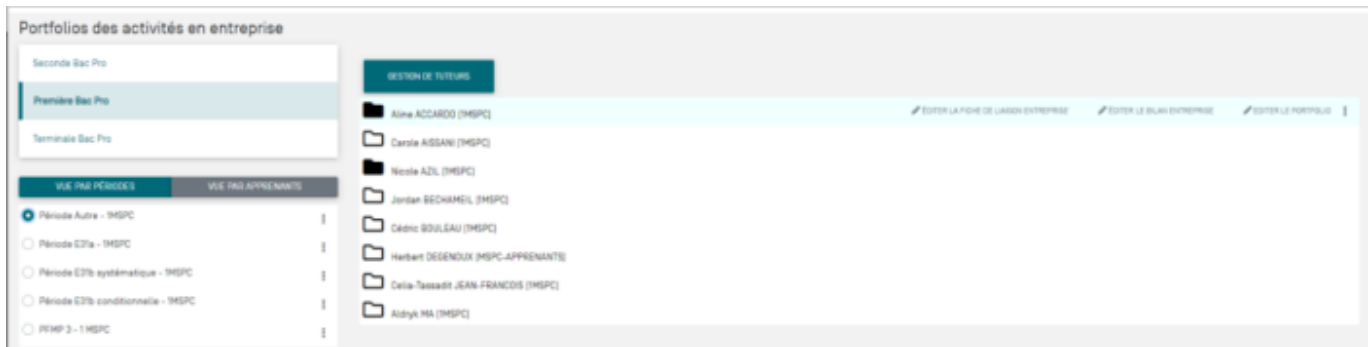 Portfolios des activités en entreprise
Seconde Bac Pro
Première Bac Pro
Terminale Bac Pro
VUE PAR PÉRIODES VUE PAR APPRENANTS
Période Autre - 1MSPC
Période E31a - 1MSPC
Période E31b systématique - 1MSPC
Période E31b conditionnelle - 1MSPC
PFMP 3 - 1 MSPC
GESTION DE TUTEURS
Aline ACCARDO (1MSPC) ÉDITER LA FICHE DE LIAISON ENTREPRISE ÉDITER LE BILAN ENTREPRISE EDITER LE PORTFOLIO
Carole AISSANI (1MSPC)
Nicole AZIL (1MSPC)
Jordan BECHAMEIL (1MSPC)
Cédric BOULEAU (1MSPC)
Herbert DEGENOUX (MSPC-APPRENANTS)
Celia-Tassadit JEAN-FRANCOIS (1MSPC)
Aldryk MA (1MSPC)